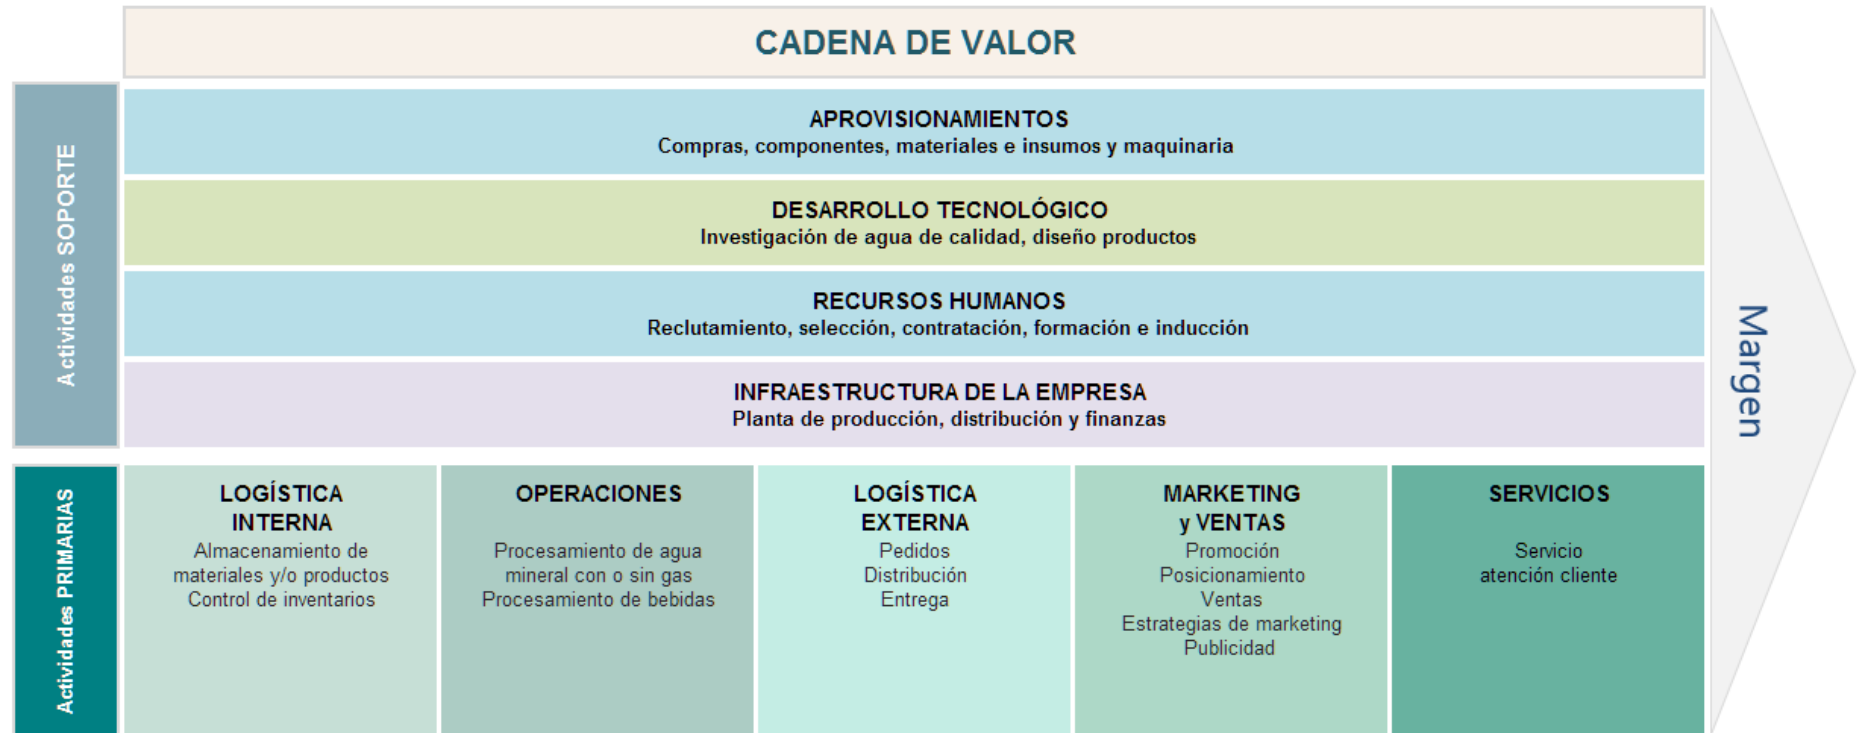 CADENA DE VALOR
Actividades SOPORTE
APROVISIONAMIENTOS
Compras, componentes, materiales e insumos y maquinaria
DESARROLLO TECNOLÓGICO
Investigación de agua de calidad, diseño productos
RECURSOS HUMANOS
Reclutamiento, selección, contratación, formación e inducción
INFRAESTRUCTURA DE LA EMPRESA
Planta de producción, distribución y finanzas
Actividades PRIMARIAS
LOGÍSTICA
INTERNA
Almacenamiento de
materiales y/o productos
Control de inventarios
OPERACIONES
Procesamiento de agua
mineral con o sin gas
Procesamiento de bebidas
LOGÍSTICA
EXTERNA
Pedidos
Distribución
Entrega
MARKETING
y VENTAS
Promoción
Posicionamiento
Ventas
Estrategias de marketing
Publicidad
SERVICIOS
Servicio
atención cliente
Margen